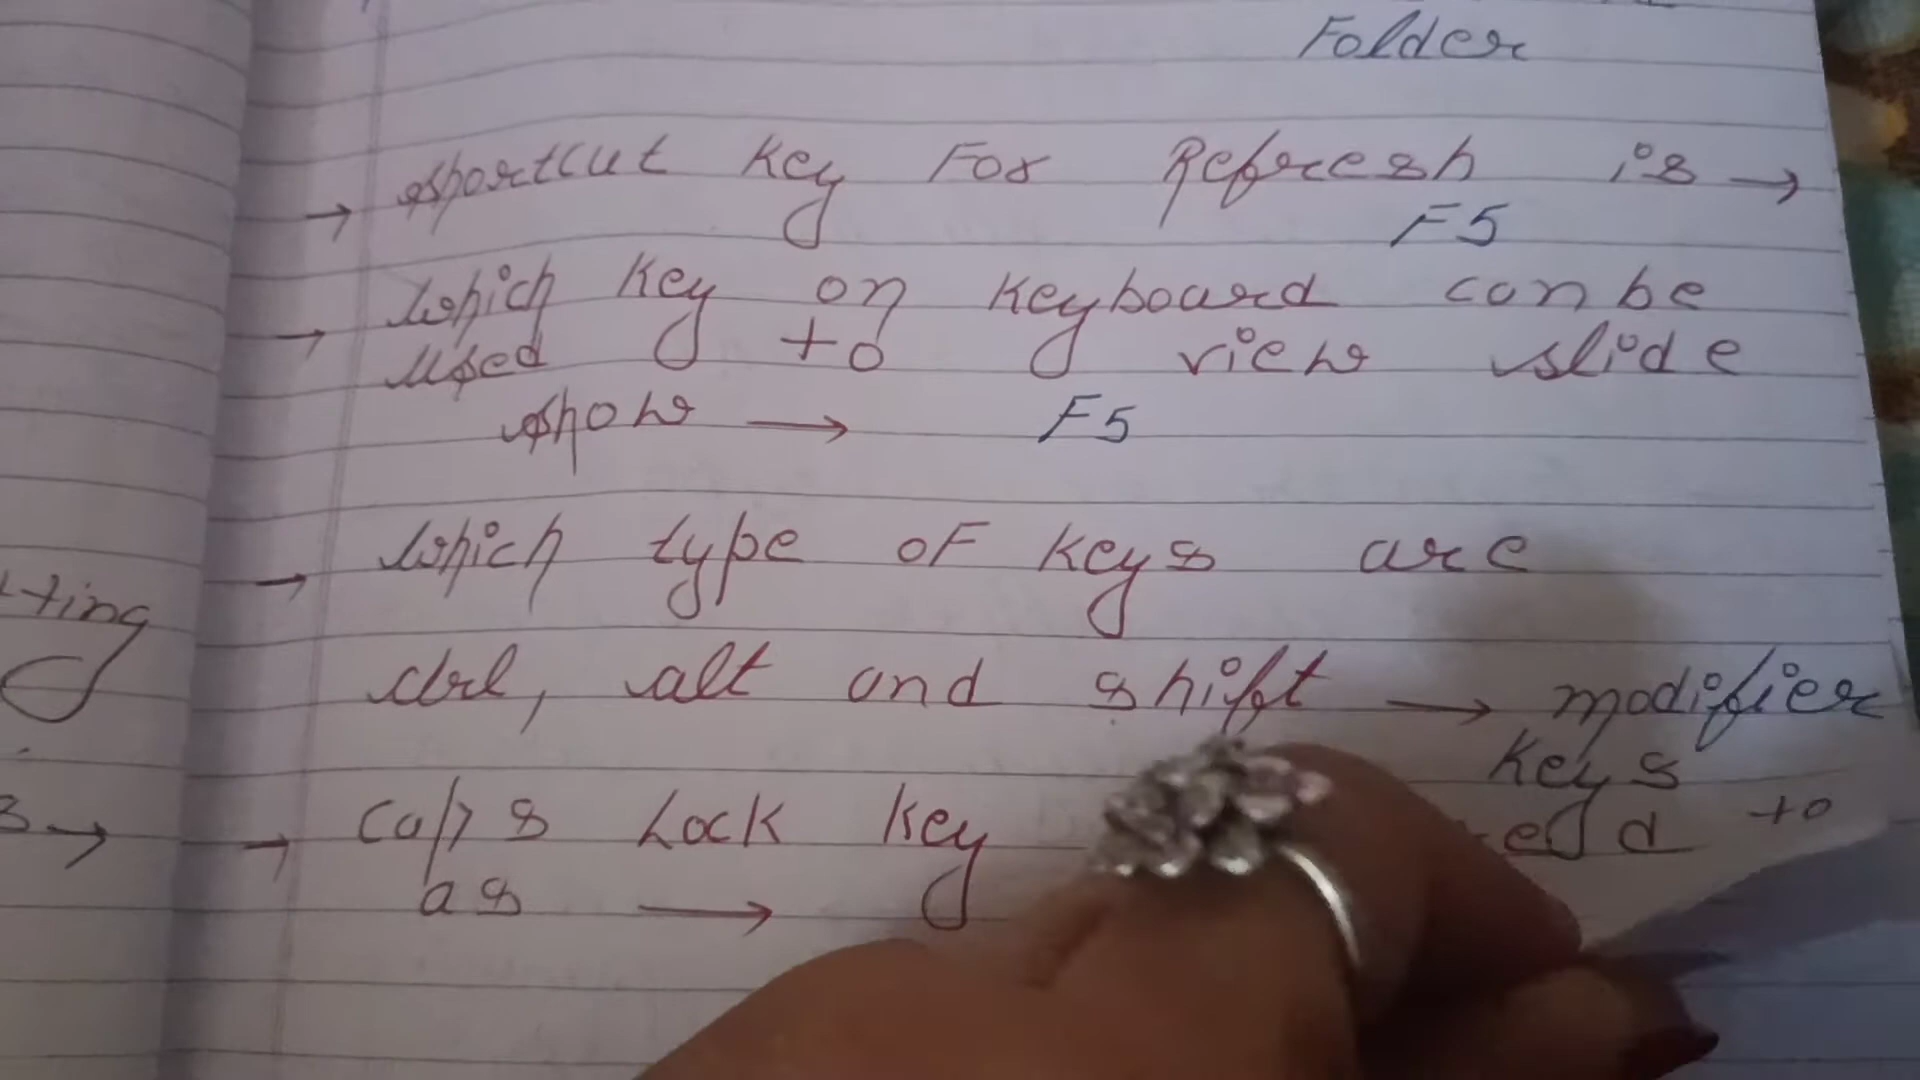 Folder
→ shortcut key For Refresh is →
F5
→ which key on keyboard can be
used to view slide
show → F5
→ which type oF keys are
ctrl, alt and shift → modifier
keys
→ caps Lock key to
as →
tting
→